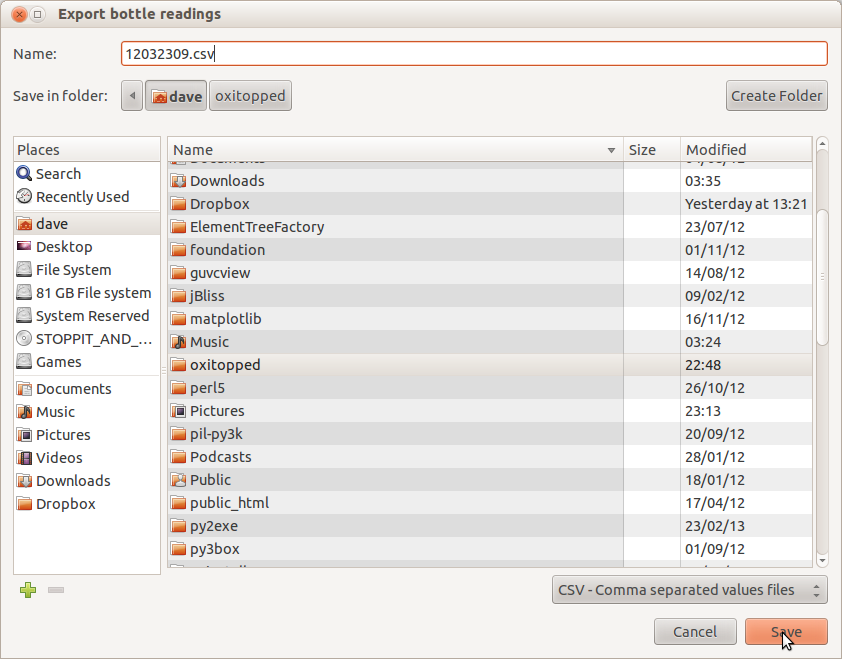 Export bottle readings
Name: 12032309.csv
Save in folder: dave oxitopped Create Folder
Places
Search
Recently Used
dave
Desktop
File System
81 GB File system
System Reserved
STOPPIT_AND_...
Games
Documents
Music
Pictures
Videos
Downloads
Dropbox
Name Size Modified
Downloads 03:35
Dropbox Yesterday at 13:21
ElementTreeFactory 23/07/12
foundation 01/11/12
guvcview 14/08/12
jBliss 09/02/12
matplotlib 16/11/12
Music 03:24
oxitopped 22:48
perl5 26/10/12
Pictures 23:13
pil-py3k 20/09/12
Podcasts 28/01/12
Public 18/01/12
public_html 17/04/12
py2exe 23/02/13
py3box 01/09/12
CSV - Comma separated values files
Cancel Save